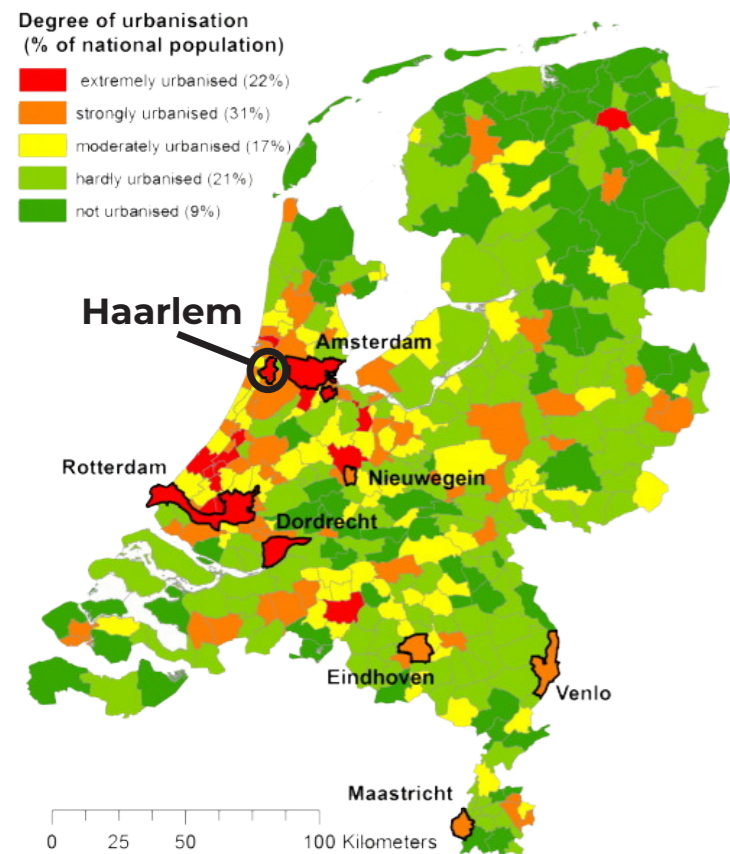 Degree of urbanisation
(% of national population)
extremely urbanised (22%)
strongly urbanised (31%)
moderately urbanised (17%)
hardly urbanised (21%)
not urbanised (9%)
Haarlem
Amsterdam
Rotterdam
Nieuwegein
Dordrecht
Eindhoven
Venlo
Maastricht
0 25 50 100 Kilometers